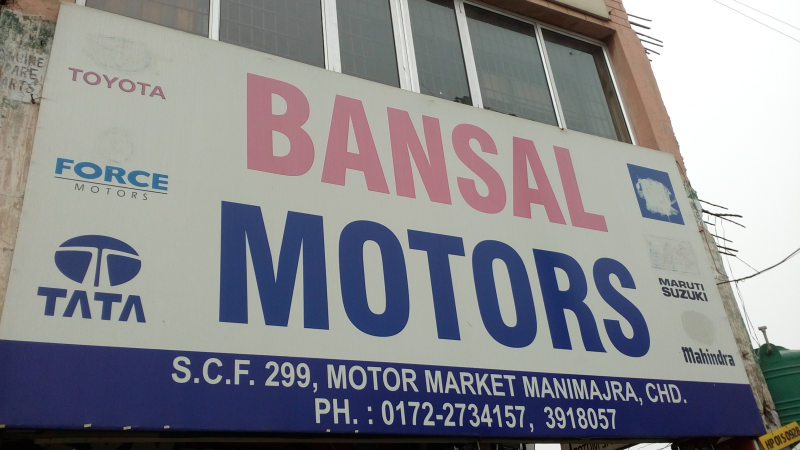 TOYOTA
BANSAL
FORCE
MOTORS
MOTORS
TATA
MARUTI
SUZUKI
Mahindra
S.C.F. 299, MOTOR MARKET MANIMAJRA, CHD.
PH. : 0172-2734157, 3918057